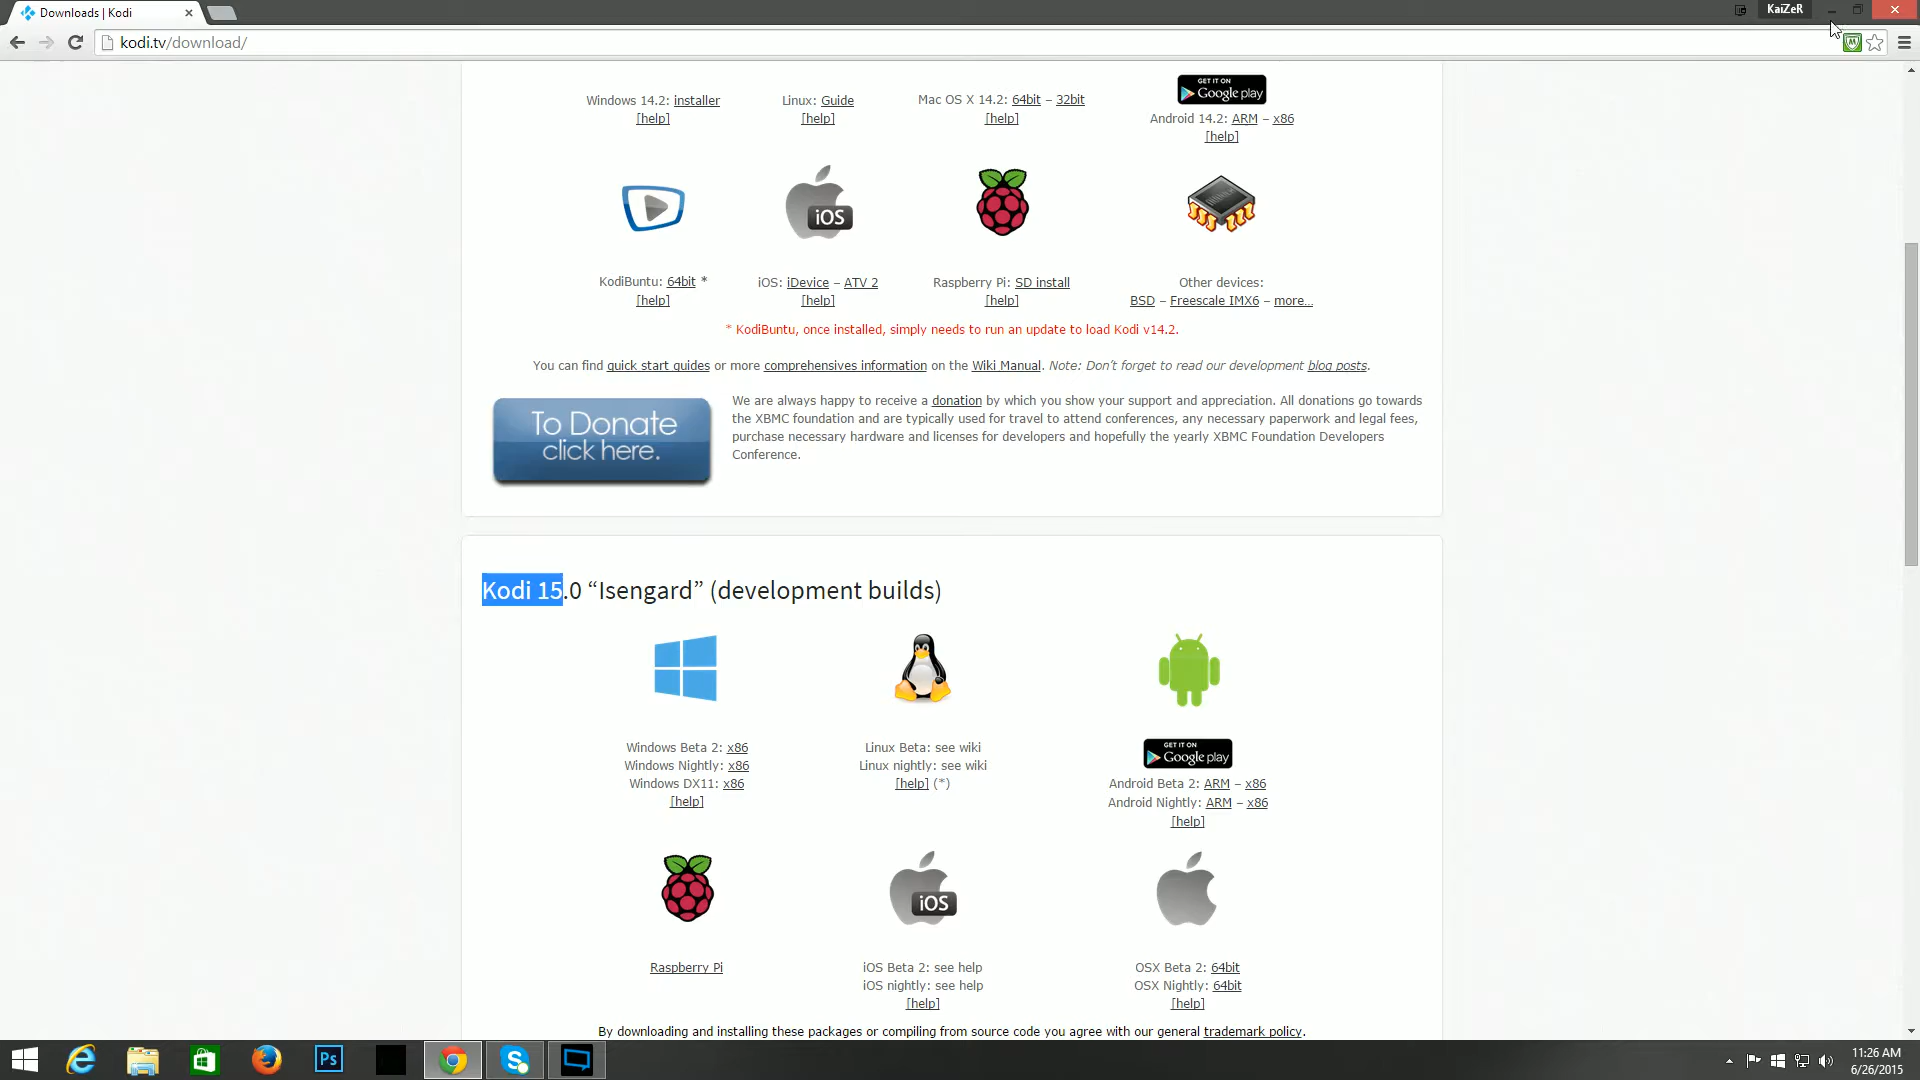 Downloads | Kodi
KaiZeR
kodi.tv/download/
Windows 14.2: installer
[help]
Linux: Guide
[help]
Mac OS X 14.2: 64bit – 32bit
[help]
GET IT ON
Google play
Android 14.2: ARM – x86
[help]
iOS
KodiBuntu: 64bit *
[help]
iOS: iDevice – ATV 2
[help]
Raspberry Pi: SD install
[help]
Other devices:
BSD – Freescale IMX6 – more...
* KodiBuntu, once installed, simply needs to run an update to load Kodi v14.2.
You can find quick start guides or more comprehensives information on the Wiki Manual. Note: Don't forget to read our development blog posts.
To Donate
click here.
We are always happy to receive a donation by which you show your support and appreciation. All donations go towards
the XBMC foundation and are typically used for travel to attend conferences, any necessary paperwork and legal fees,
purchase necessary hardware and licenses for developers and hopefully the yearly XBMC Foundation Developers
Conference.
Kodi 15.0 “Isengard” (development builds)
Windows Beta 2: x86
Windows Nightly: x86
Windows DX11: x86
[help]
Linux Beta: see wiki
Linux nightly: see wiki
[help] (*)
GET IT ON
Google play
Android Beta 2: ARM – x86
Android Nightly: ARM – x86
[help]
iOS
Raspberry Pi
iOS Beta 2: see help
iOS nightly: see help
[help]
OSX Beta 2: 64bit
OSX Nightly: 64bit
[help]
By downloading and installing these packages or compiling from source code you agree with our general trademark policy.
Ps
11:26 AM
6/26/2015